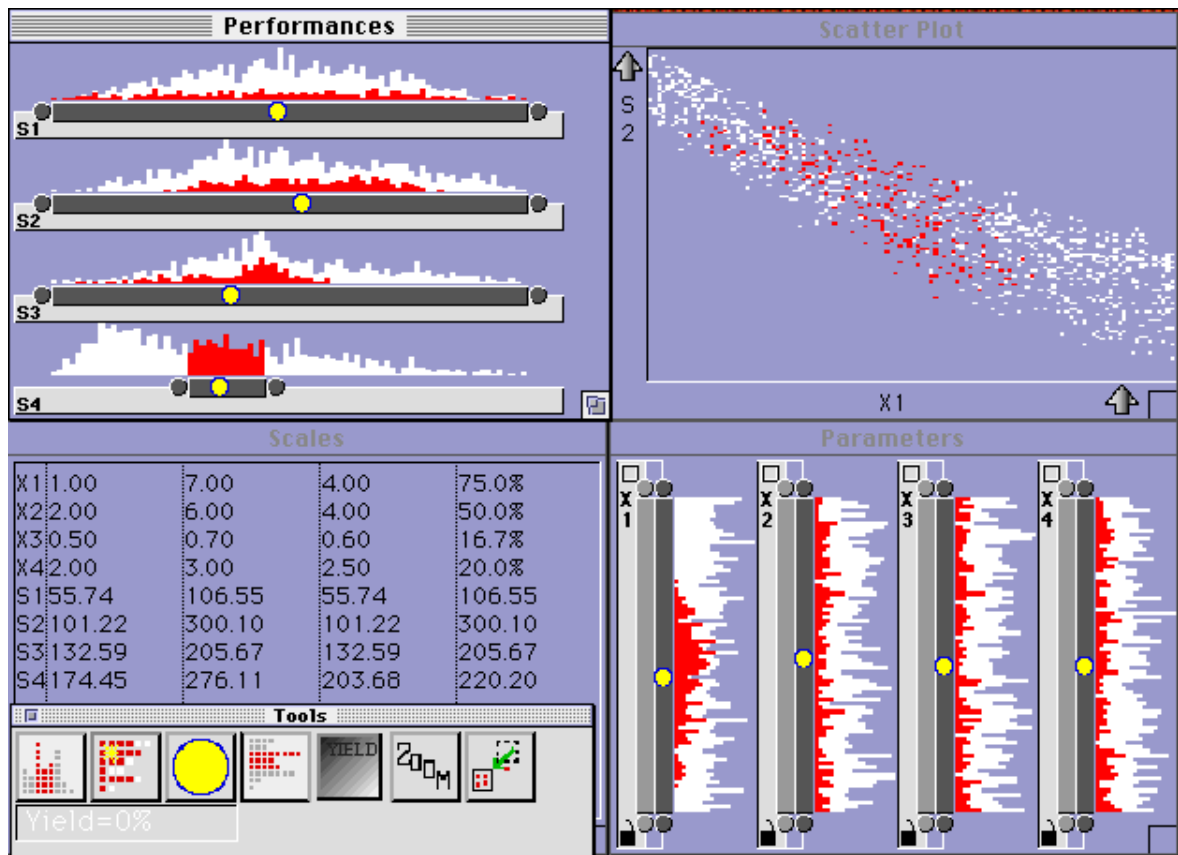 Performances
S1
S2
S3
S4
Scatter Plot
S
2
X1
Scales
X1 1.00 7.00 4.00 75.0%
X2 2.00 6.00 4.00 50.0%
X3 0.50 0.70 0.60 16.7%
X4 2.00 3.00 2.50 20.0%
S1 55.74 106.55 55.74 106.55
S2 101.22 300.10 101.22 300.10
S3 132.59 205.67 132.59 205.67
S4 174.45 276.11 203.68 220.20
Tools
YIELD
ZOOM
Yield=0%
Parameters
X
1
X
2
X
3
X
4